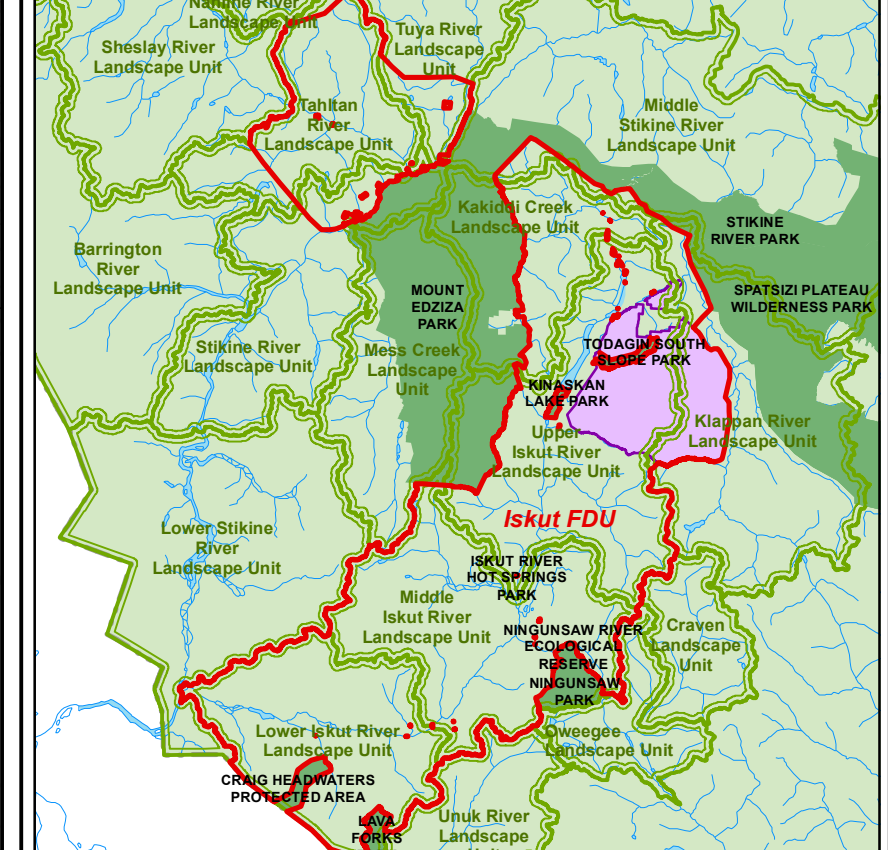 Nahline River
Landscape Unit
Tuya River
Landscape
Unit
Sheslay River
Landscape Unit
Tahltan
River
Landscape Unit
Middle
Stikine River
Landscape Unit
Kakiddi Creek
Landscape Unit
STIKINE
RIVER PARK
Barrington
River
Landscape Unit
MOUNT
EDZIZA
PARK
SPATSIZI PLATEAU
WILDERNESS PARK
Stikine River
Landscape Unit
Mess Creek
Landscape
Unit
TODAGIN SOUTH
SLOPE PARK
KINASKAN
LAKE PARK
Klappan River
Landscape Unit
Upper
Iskut River
Landscape Unit
Iskut FDU
Lower Stikine
River
Landscape Unit
ISKUT RIVER
HOT SPRINGS
PARK
Middle
Iskut River
Landscape Unit
NINGUNSAW RIVER
ECOLOGICAL
RESERVE
NINGUNSAW
PARK
Craven
Landscape
Unit
Lower Iskut River
Landscape Unit
Oweegee
Landscape Unit
CRAIG HEADWATERS
PROTECTED AREA
LAVA
FORKS
Unuk River
Landscape